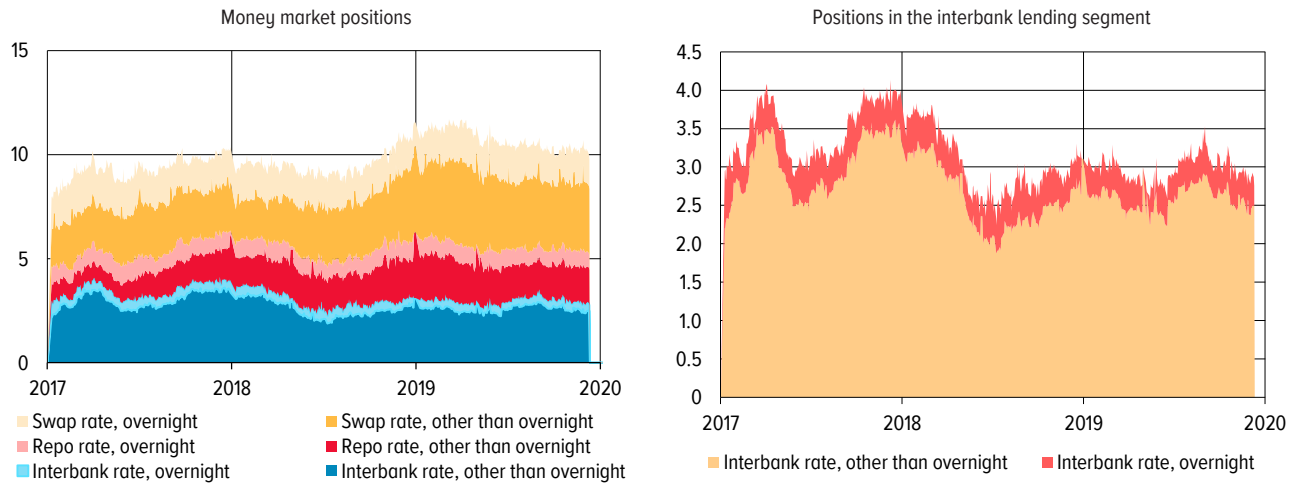 Money market positions
15
10
5
0
2017
2018
2019
2020
Swap rate, overnight
Swap rate, other than overnight
Repo rate, overnight
Repo rate, other than overnight
Interbank rate, overnight
Interbank rate, other than overnight
Positions in the interbank lending segment
4.5
4.0
3.5
3.0
2.5
2.0
1.5
1.0
0.5
0
2017
2018
2019
2020
Interbank rate, other than overnight
Interbank rate, overnight